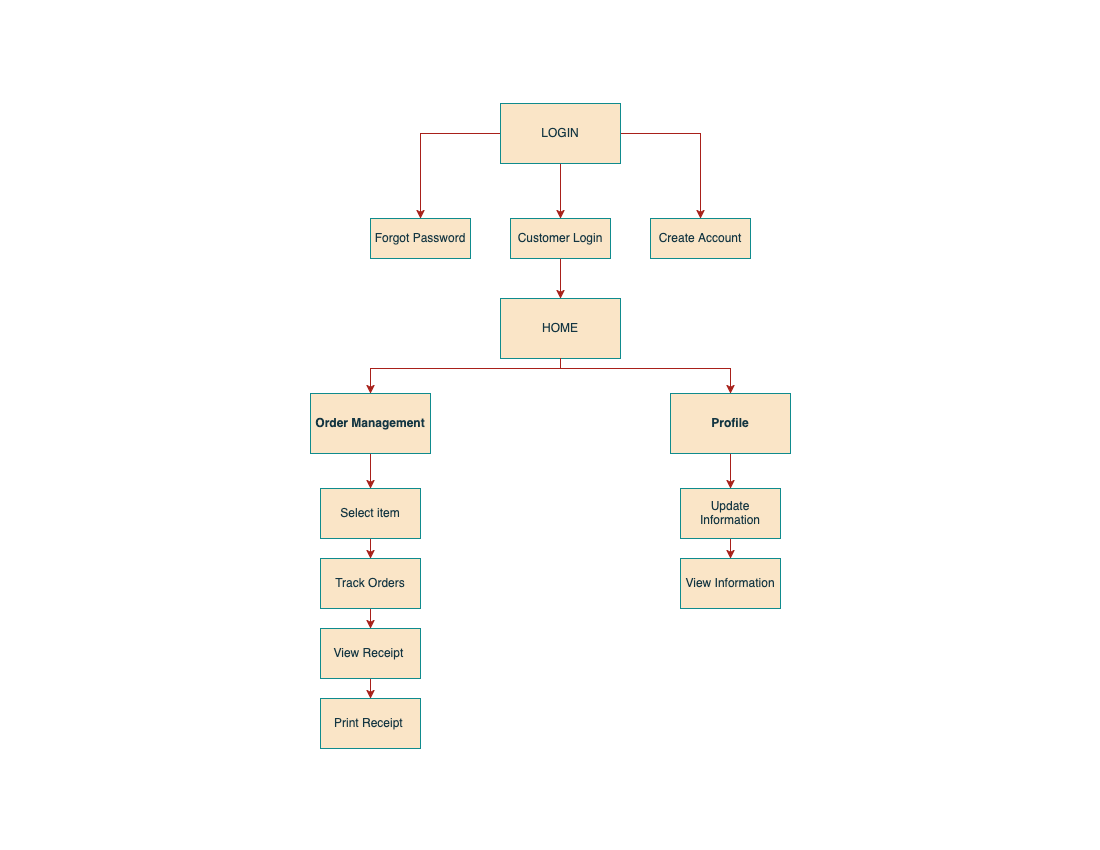 LOGIN
Forgot Password
Customer Login
Create Account
HOME
Order Management
Profile
Select item
Update
Information
Track Orders
View Information
View Receipt
Print Receipt